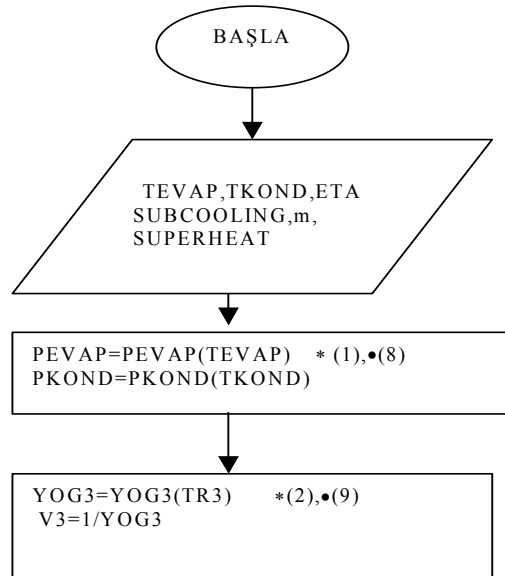 BAŞLA
TEVAP,TKOND,ETA
SUBCOOLING,m,
SUPERHEAT
PEVAP=PEVAP(TEVAP) * (1),•(8)
PKOND=PKOND(TKOND)
YOG3=YOG3(TR3) *(2),•(9)
V3=1/YOG3